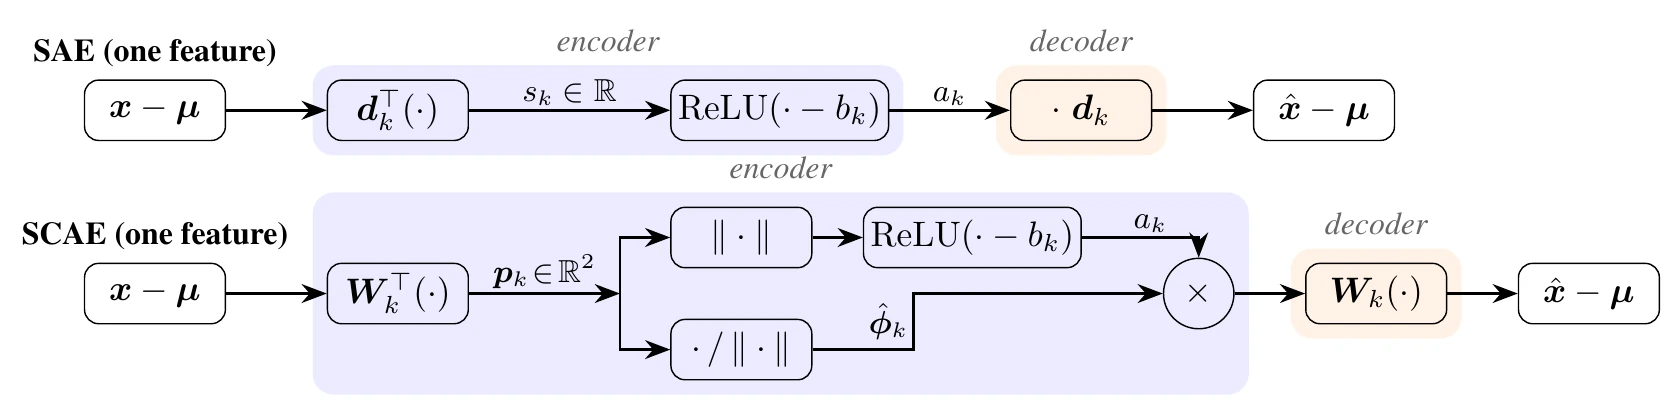 encoder
decoder
SAE (one feature)
x − μ
d_k^⊤(·)
s_k ∈ ℝ
ReLU(· − b_k)
a_k
· d_k
x̂ − μ
encoder
decoder
SCAE (one feature)
x − μ
W_k^⊤(·)
p_k ∈ ℝ²
‖ · ‖
ReLU(· − b_k)
a_k
· / ‖ · ‖
ϕ̂_k
×
W_k(·)
x̂ − μ